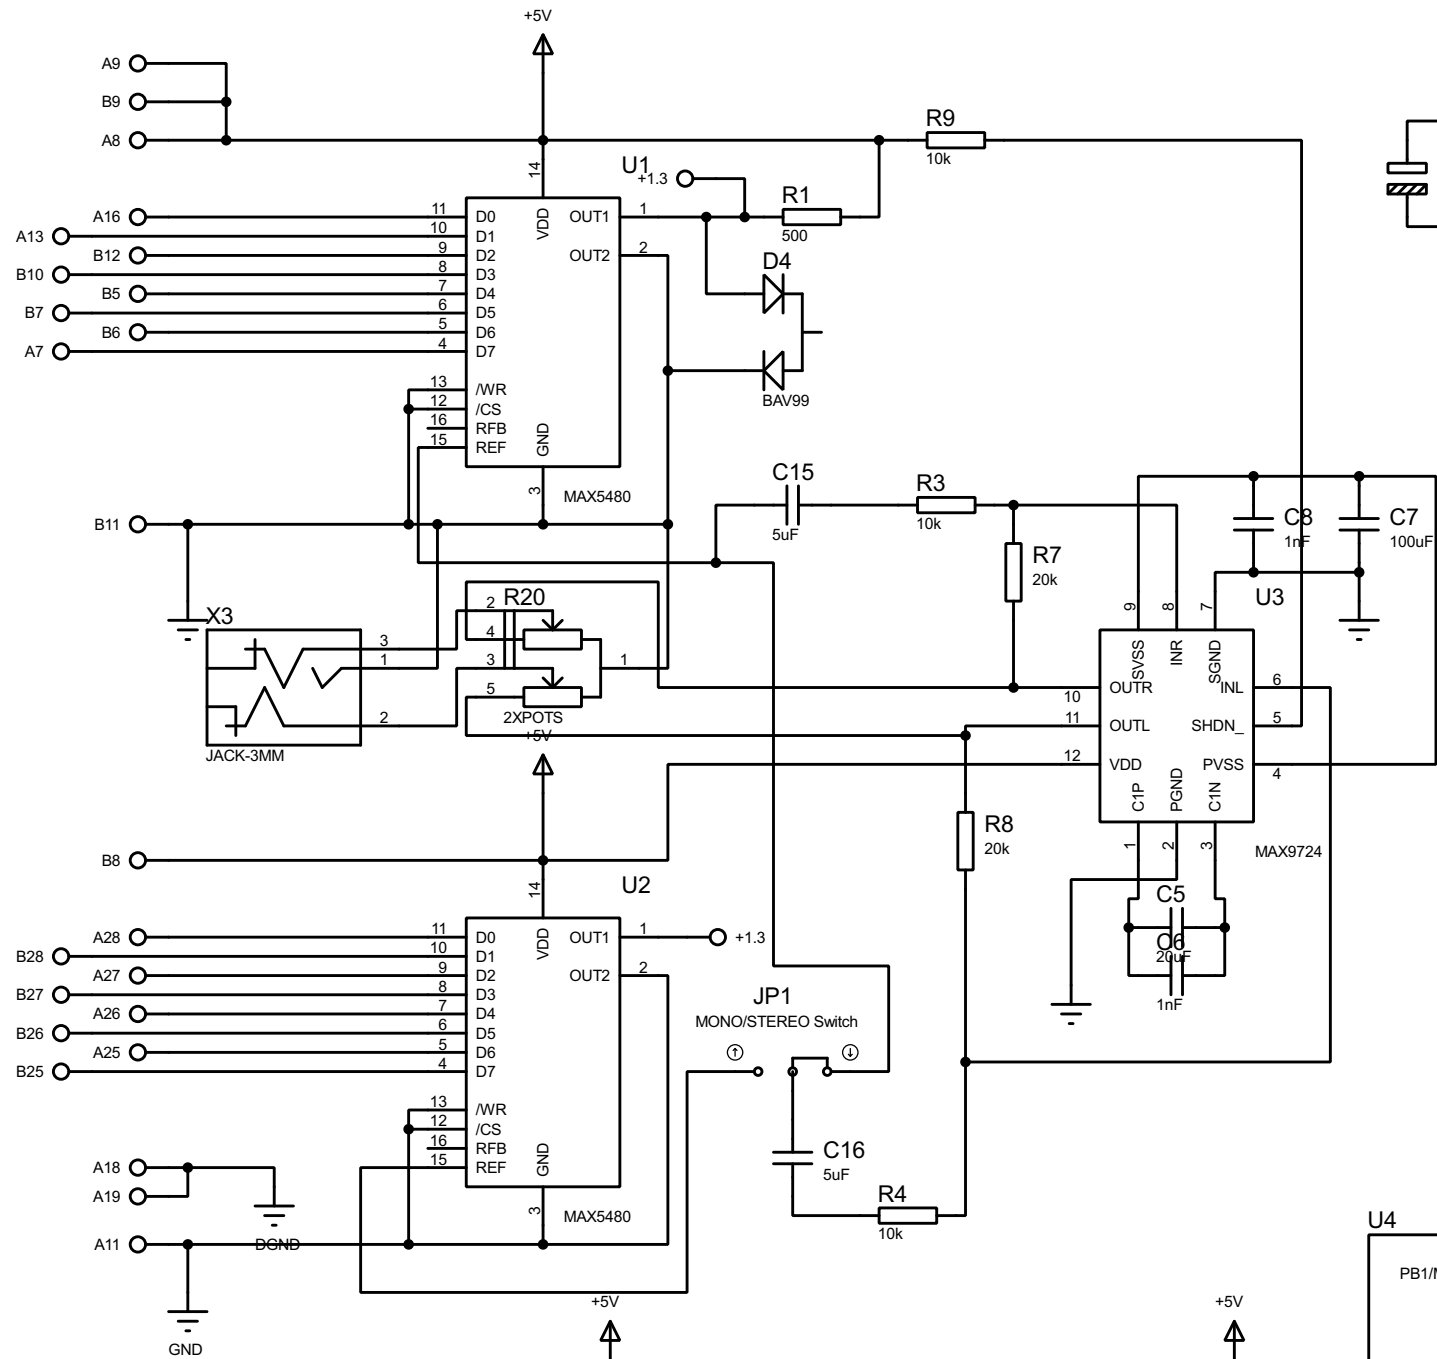 +5V
A9
B9
A8
R9
10k
14
U1
+1.3
R1
500
A16
A13
B12
B10
B5
B7
B6
A7
11 D0
10 D1
9 D2
8 D3
7 D4
6 D5
5 D6
4 D7
13 /WR
12 /CS
16 RFB
15 REF
VDD
GND
3
OUT1 1
OUT2 2
MAX5480
D4
BAV99
B11
C15
5uF
R3
10k
R7
20k
C8
1nF
C7
100uF
U3
X3
3
1
2
JACK-3MM
R20
2
4
3
5
1
2XPOTS
+5V
9 8 7
SVSS INR SGND
10 OUTR
11 OUTL
12 VDD
INL 6
SHDN_ 5
PVSS 4
C1P PGND C1N
1 2 3
MAX9724
R8
20k
C5
20uF
C6
1nF
B8
14
U2
A28
B28
A27
B27
A26
B26
A25
B25
11 D0
10 D1
9 D2
8 D3
7 D4
6 D5
5 D6
4 D7
13 /WR
12 /CS
16 RFB
15 REF
VDD
GND
3
OUT1 1
OUT2 2
+1.3
MAX5480
JP1
MONO/STEREO Switch
C16
5uF
R4
10k
A18
A19
DGND
A11
GND
+5V
+5V
U4